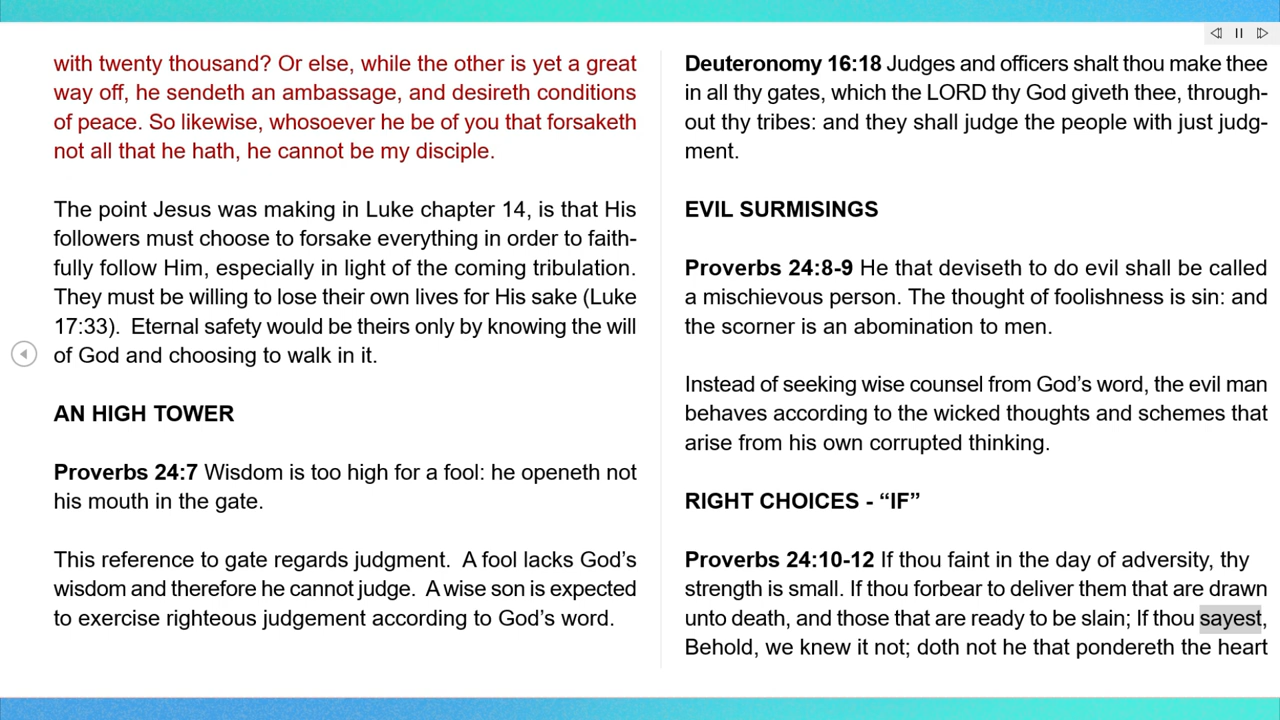 with twenty thousand? Or else, while the other is yet a great
way off, he sendeth an ambassage, and desireth conditions
of peace. So likewise, whosoever he be of you that forsaketh
not all that he hath, he cannot be my disciple.
The point Jesus was making in Luke chapter 14, is that His
followers must choose to forsake everything in order to faith-
fully follow Him, especially in light of the coming tribulation.
They must be willing to lose their own lives for His sake (Luke
17:33).  Eternal safety would be theirs only by knowing the will
of God and choosing to walk in it.
AN HIGH TOWER
Proverbs 24:7 Wisdom is too high for a fool: he openeth not
his mouth in the gate.
This reference to gate regards judgment.  A fool lacks God’s
wisdom and therefore he cannot judge.  A wise son is expected
to exercise righteous judgement according to God’s word.
Deuteronomy 16:18 Judges and officers shalt thou make thee
in all thy gates, which the LORD thy God giveth thee, through-
out thy tribes: and they shall judge the people with just judg-
ment.
EVIL SURMISINGS
Proverbs 24:8-9 He that deviseth to do evil shall be called
a mischievous person. The thought of foolishness is sin: and
the scorner is an abomination to men.
Instead of seeking wise counsel from God’s word, the evil man
behaves according to the wicked thoughts and schemes that
arise from his own corrupted thinking.
RIGHT CHOICES - “IF”
Proverbs 24:10-12 If thou faint in the day of adversity, thy
strength is small. If thou forbear to deliver them that are drawn
unto death, and those that are ready to be slain; If thou sayest,
Behold, we knew it not; doth not he that pondereth the heart